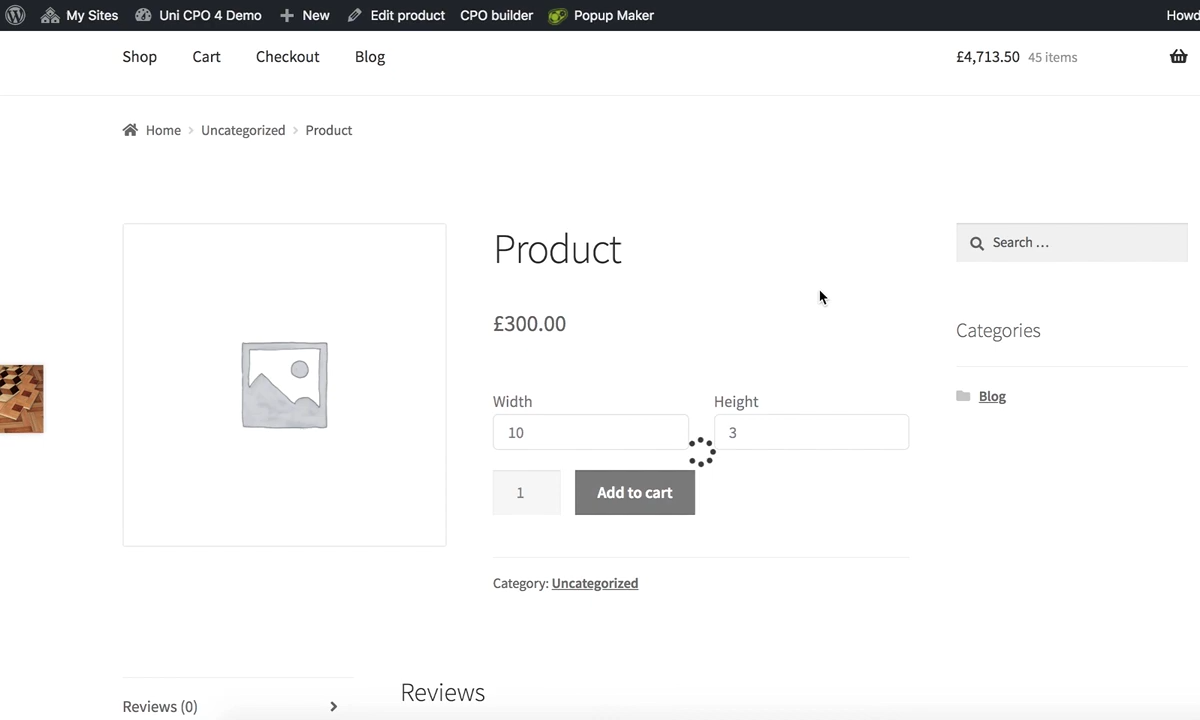 My Sites Uni CPO 4 Demo New Edit product CPO builder Popup Maker Howd
Shop Cart Checkout Blog £4,713.50 45 items
Home Uncategorized Product
Product
Search …
£300.00
Categories
Blog
Width Height
10 3
1 Add to cart
Category: Uncategorized
Reviews (0)
Reviews